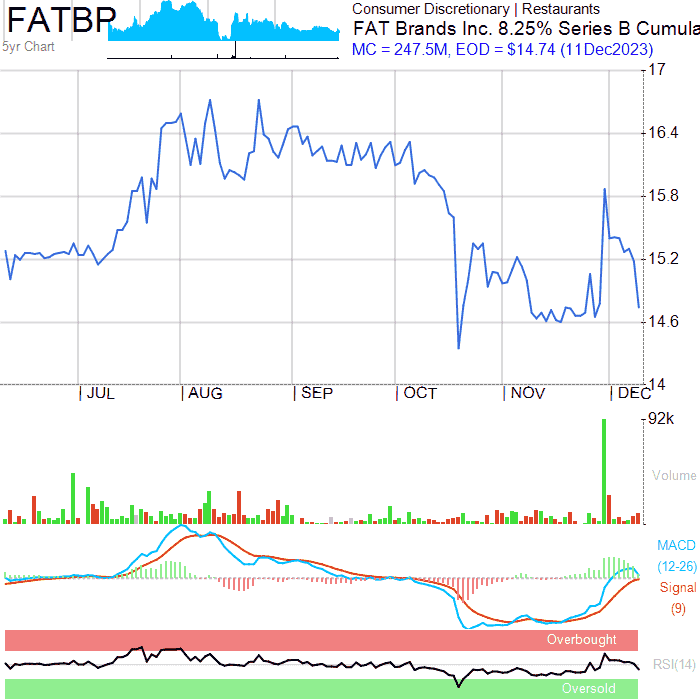 FATBP
5yr Chart
Consumer Discretionary | Restaurants
FAT Brands Inc. 8.25% Series B Cumula
MC = 247.5M, EOD = $14.74 (11Dec2023)
17
16.4
15.8
15.2
14.6
14
JUL AUG SEP OCT NOV DEC
92k
Volume
MACD
(12-26)
Signal
(9)
Overbought
RSI(14)
Oversold